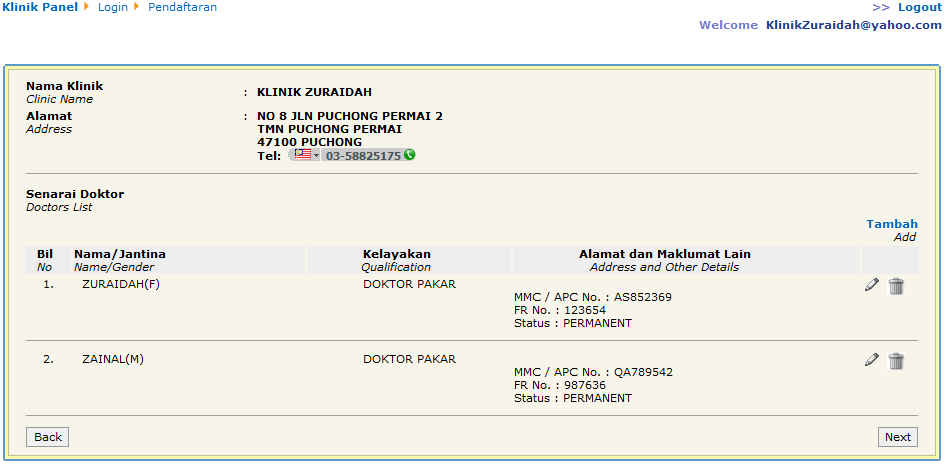 Klinik Panel Login Pendaftaran >> Logout
Welcome KlinikZuraidah@yahoo.com
Nama Klinik
Clinic Name
: KLINIK ZURAIDAH
Alamat
Address
: NO 8 JLN PUCHONG PERMAI 2
TMN PUCHONG PERMAI
47100 PUCHONG
Tel: 03-58825175
Senarai Doktor
Doctors List
Tambah
Add
Bil Nama/Jantina Kelayakan Alamat dan Maklumat Lain
No Name/Gender Qualification Address and Other Details
1. ZURAIDAH(F) DOKTOR PAKAR
MMC / APC No. : AS852369
FR No. : 123654
Status : PERMANENT
2. ZAINAL(M) DOKTOR PAKAR
MMC / APC No. : QA789542
FR No. : 987636
Status : PERMANENT
Back Next